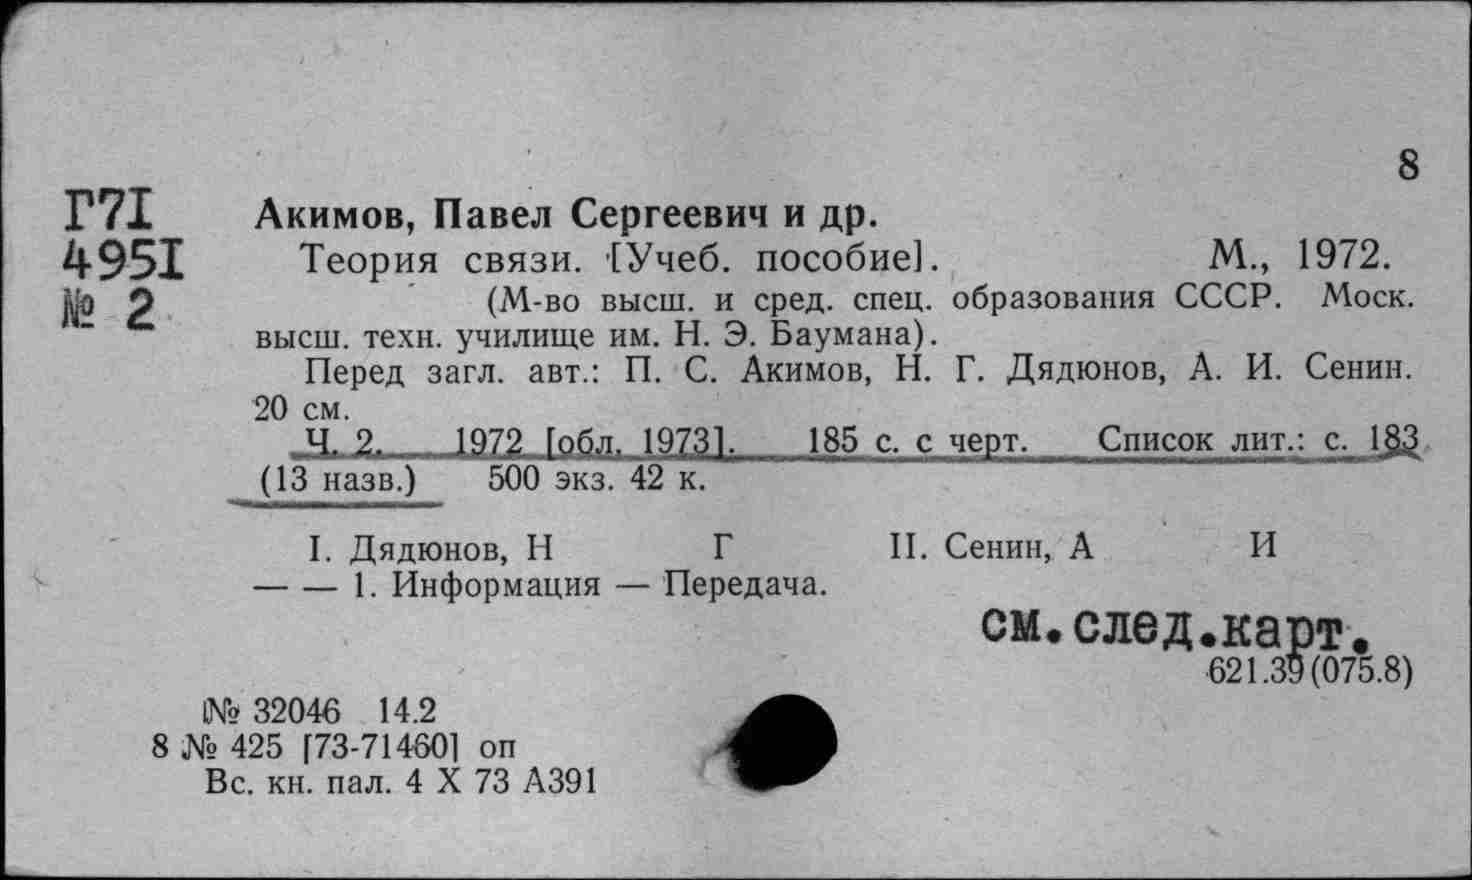 8
Г7I Акимов, Павел Сергеевич и др.
495I Теория связи. [Учеб. пособие]. М., 1972.
№ 2 (М-во высш. и сред. спец. образования СССР. Моск.
высш. техн. училище им. Н. Э. Баумана).
Перед загл. авт.: П. С. Акимов, Н. Г. Дядюнов, А. И. Сенин.
20 см.
Ч. 2. 1972 [обл. 1973]. 185 с. с черт. Список лит.: с. 183
(13 назв.) 500 экз. 42 к.
I. Дядюнов, Н Г II. Сенин, А И
— — 1. Информация — Передача.
см. след.карт.
621.39(075.8)
№ 32046 14.2
8 № 425 [73-71460] оп
Вс. кн. пал. 4 X 73 А391